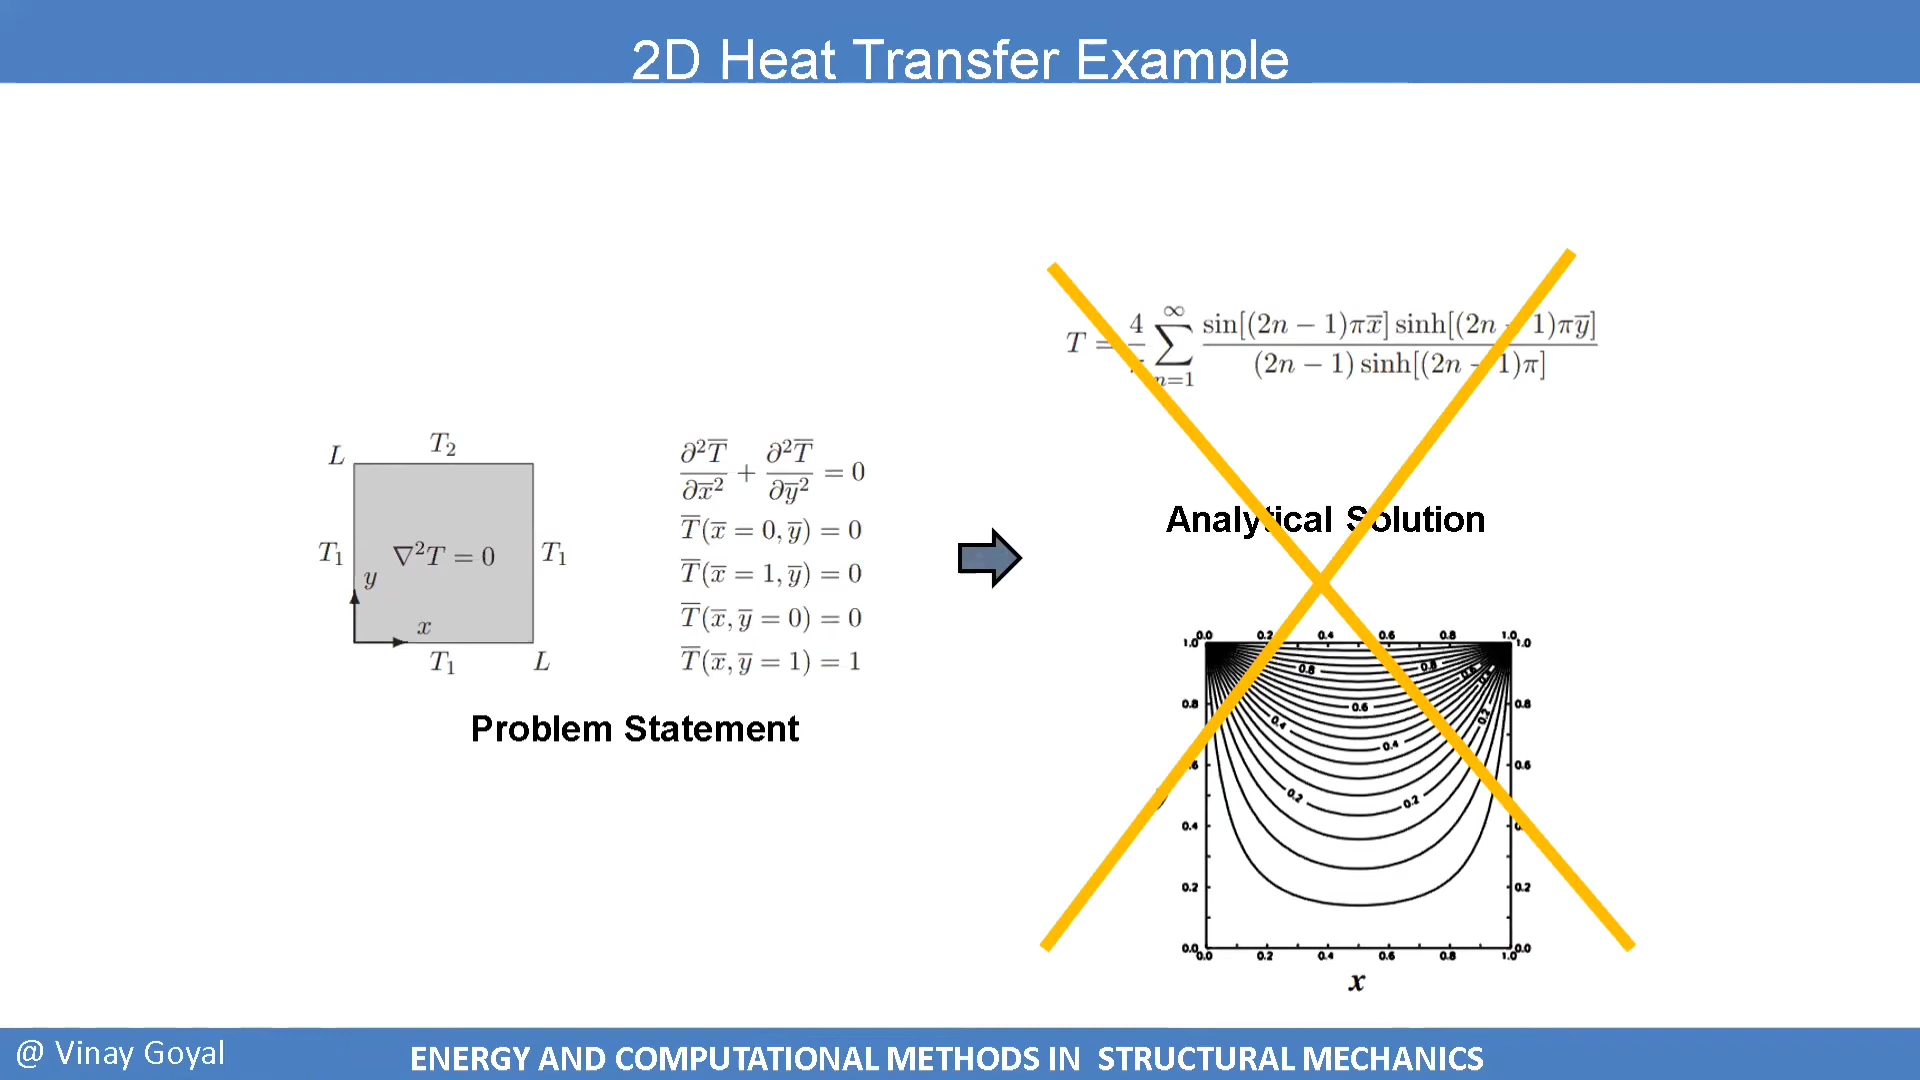 2D Heat Transfer Example
T = 4 ∑ ∞ n=1 sin[(2n − 1)πx̅] sinh[(2n − 1)πy̅] / (2n − 1) sinh[(2n − 1)π]
L T₂
T₁ ∇²T = 0 T₁
y
x
T₁ L
∂²T̅/∂x̅² + ∂²T̅/∂y̅² = 0
T̅(x̅ = 0, y̅) = 0
T̅(x̅ = 1, y̅) = 0
T̅(x̅, y̅ = 0) = 0
T̅(x̅, y̅ = 1) = 1
Problem Statement
Analytical Solution
0.0 0.2 0.4 0.6 0.8 1.0
1.0 1.0
0.8 0.8
0.6
0.4
0.2 0.2
0.0 0.0
0.8 0.8
0.6
0.4 0.4 0.2
0.2 0.2
0.0 0.2 0.4 0.6 0.8 1.0
x
@ Vinay Goyal
ENERGY AND COMPUTATIONAL METHODS IN STRUCTURAL MECHANICS